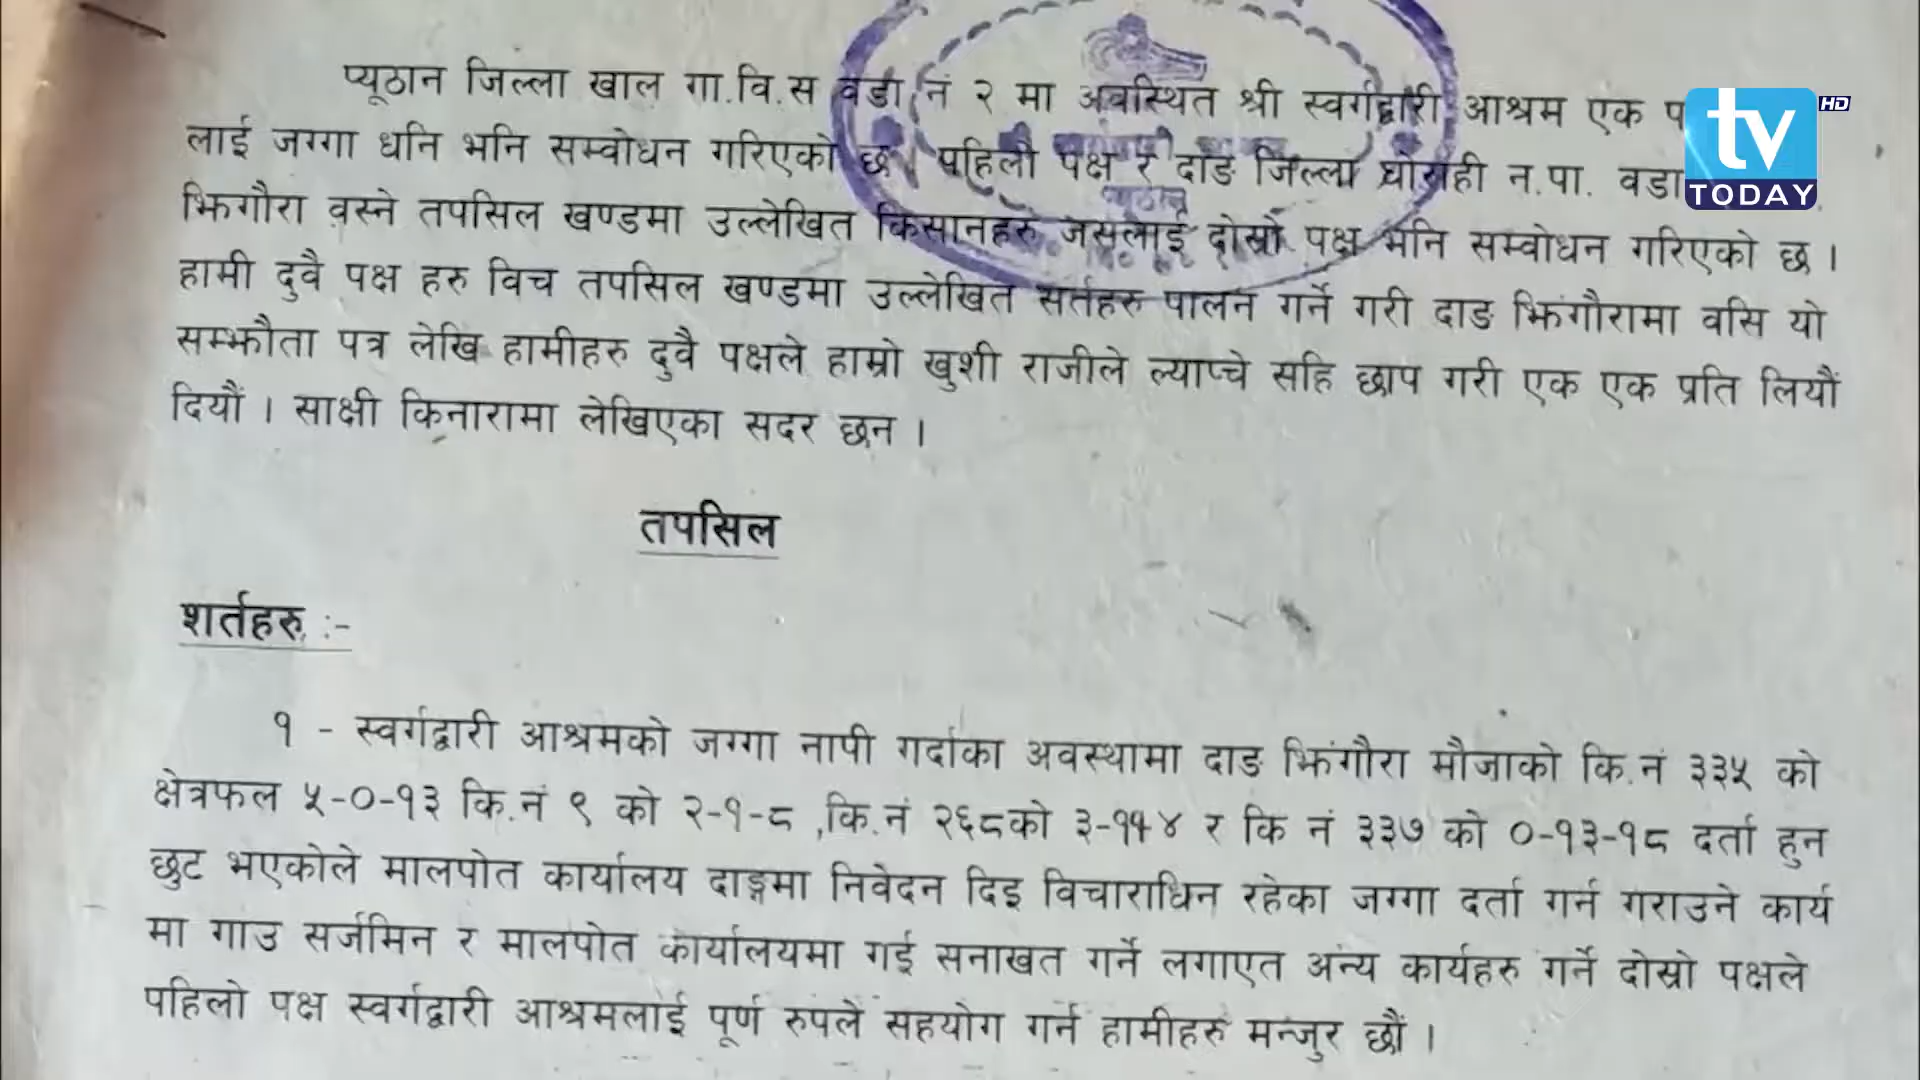 प्यूठान जिल्ला खाल गा.वि.स वडा नं २ मा अवस्थित श्री स्वर्गद्वारी आश्रम एक प
लाई जग्गा धनि भनि सम्वोधन गरिएको छ । पहिलो पक्ष र दाङ जिल्ला घोराही न.पा. वडा
झिगौरा वस्ने तपसिल खण्डमा उल्लेखित किसानहरु जसलाई दोस्रो पक्ष भनि सम्वोधन गरिएको छ ।
हामी दुवै पक्ष हरु विच तपसिल खण्डमा उल्लेखित सर्तहरु पालन गर्ने गरी दाङ झिंगौरामा वसि यो
सम्झौता पत्र लेखि हामीहरु दुवै पक्षले हाम्रो खुशी राजीले ल्याप्चे सहि छाप गरी एक एक प्रति लियौं
दियौं । साक्षी किनारामा लेखिएका सदर छन ।
तपसिल
शर्तहरु :-
१ - स्वर्गद्वारी आश्रमको जग्गा नापी गर्दाका अवस्थामा दाङ झिंगौरा मौजाको कि.नं ३३५ को
क्षेत्रफल ५-०-१३ कि.नं ९ को २-१-८ ,कि.नं २६८को र कि नं ३३७ को ०-१३-१८ दर्ता हुन
छुट भएकोले मालपोत कार्यालय दाङ्गमा निवेदन दिइ विचाराधिन रहेका जग्गा दर्ता गर्न गराउने कार्य
मा गाउ सर्जमिन र मालपोत कार्यालयमा गई सनाखत गर्ने लगाएत अन्य कार्यहरु गर्ने दोस्रो पक्षले
पहिलो पक्ष स्वर्गद्वारी आश्रमलाई पूर्ण रुपले सहयोग गर्न हामीहरु मन्जुर छौं ।
tv HD
TODAY